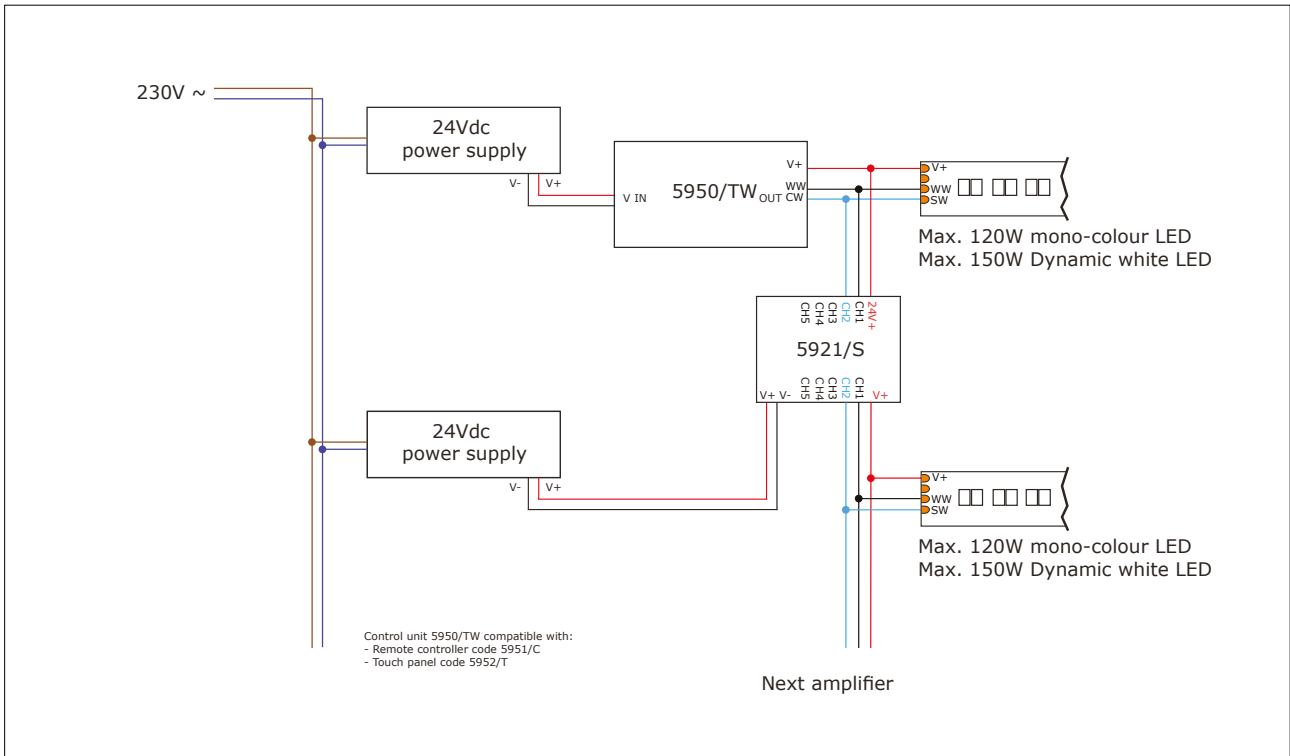 230V ~
24Vdc
power supply
V- V+
V IN
5950/TW
OUT
V+
WW
CW
V+
WW
SW
Max. 120W mono-colour LED
Max. 150W Dynamic white LED
CH5 CH4 CH3 CH2 CH1 24V+
5921/S
V+ V- CH5 CH4 CH3 CH2 CH1 V+
24Vdc
power supply
V- V+
V+
WW
SW
Max. 120W mono-colour LED
Max. 150W Dynamic white LED
Control unit 5950/TW compatible with:
- Remote controller code 5951/C
- Touch panel code 5952/T
Next amplifier